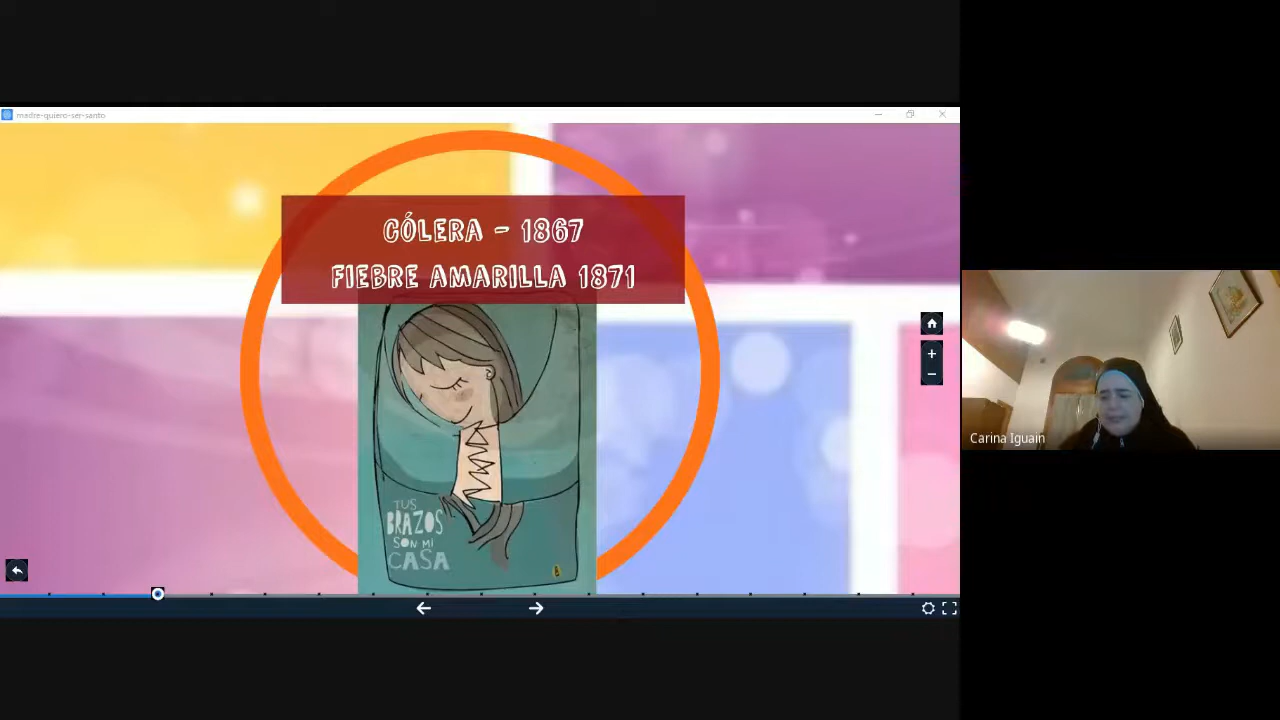 madre-quiero-ser-santo
CÓLERA - 1867
FIEBRE AMARILLA 1871
TUS
BRAZOS
SON MI
CASA
Carina Iguain